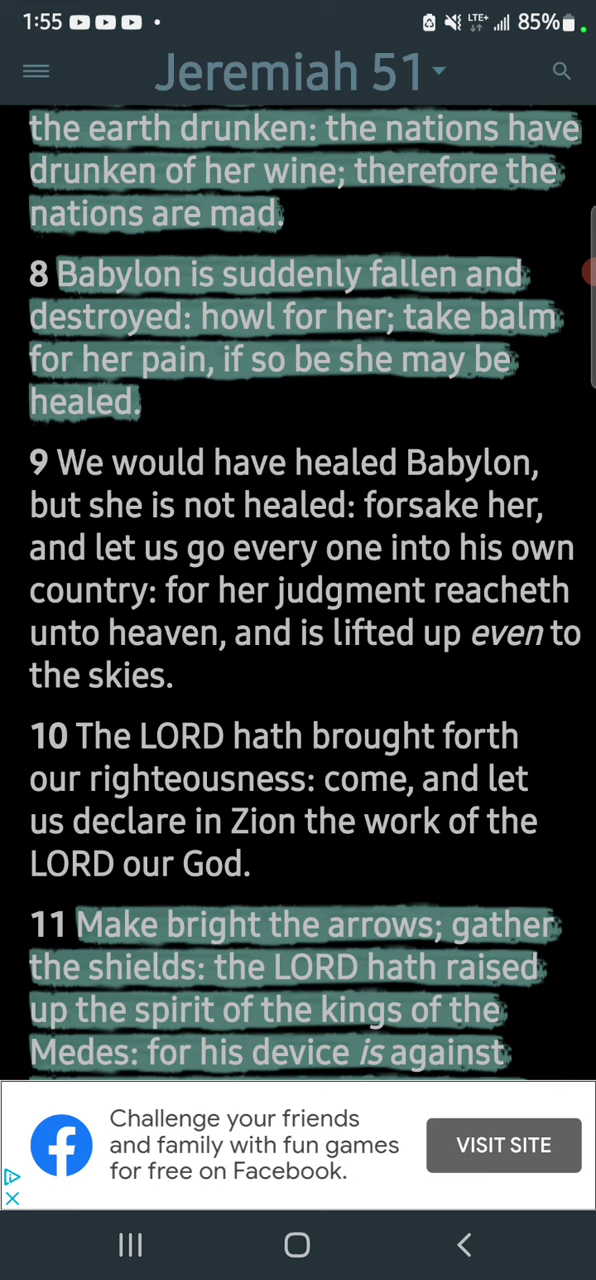 1:55
LTE+
85%
Jeremiah 51
the earth drunken: the nations have
drunken of her wine; therefore the
nations are mad.
8 Babylon is suddenly fallen and
destroyed: howl for her; take balm
for her pain, if so be she may be
healed.
9 We would have healed Babylon,
but she is not healed: forsake her,
and let us go every one into his own
country: for her judgment reacheth
unto heaven, and is lifted up even to
the skies.
10 The LORD hath brought forth
our righteousness: come, and let
us declare in Zion the work of the
LORD our God.
11 Make bright the arrows; gather
the shields: the LORD hath raised
up the spirit of the kings of the
Medes: for his device is against
Challenge your friends
and family with fun games
for free on Facebook.
VISIT SITE